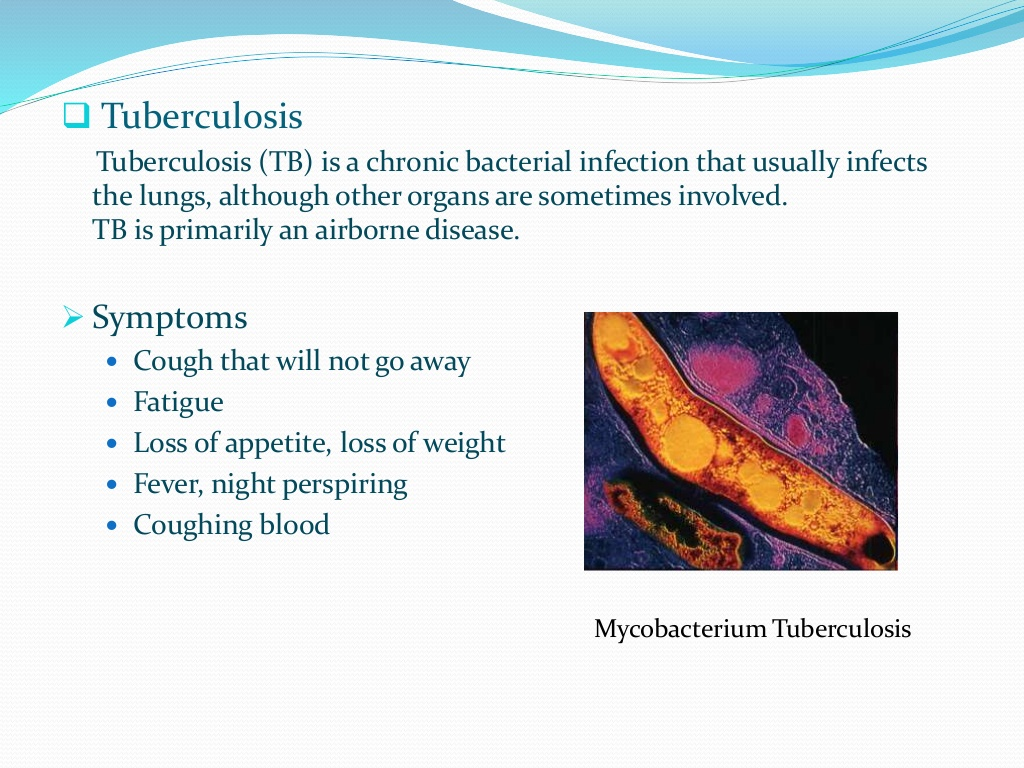 Tuberculosis
Tuberculosis (TB) is a chronic bacterial infection that usually infects
the lungs, although other organs are sometimes involved.
TB is primarily an airborne disease.
Symptoms
Cough that will not go away
Fatigue
Loss of appetite, loss of weight
Fever, night perspiring
Coughing blood
Mycobacterium Tuberculosis